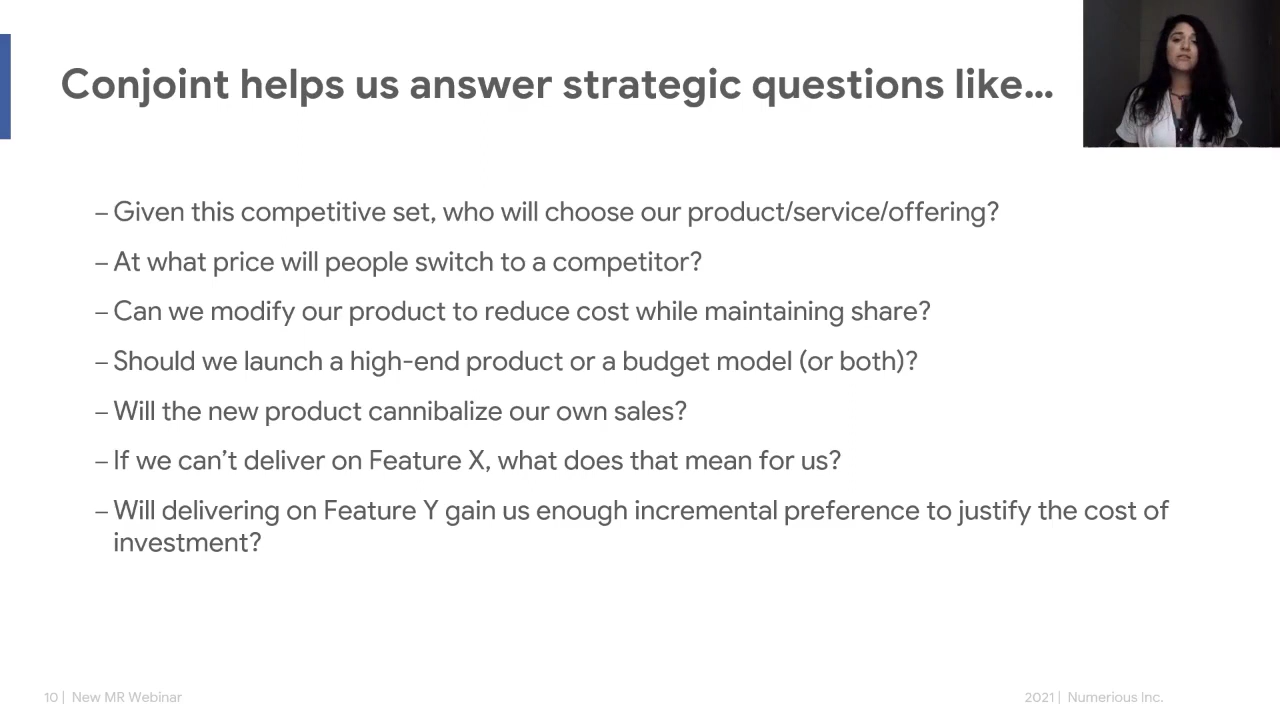 Conjoint helps us answer strategic questions like...
– Given this competitive set, who will choose our product/service/offering?
– At what price will people switch to a competitor?
– Can we modify our product to reduce cost while maintaining share?
– Should we launch a high-end product or a budget model (or both)?
– Will the new product cannibalize our own sales?
– If we can’t deliver on Feature X, what does that mean for us?
– Will delivering on Feature Y gain us enough incremental preference to justify the cost of
investment?
10 | New MR Webinar
2021 | Numerious Inc.